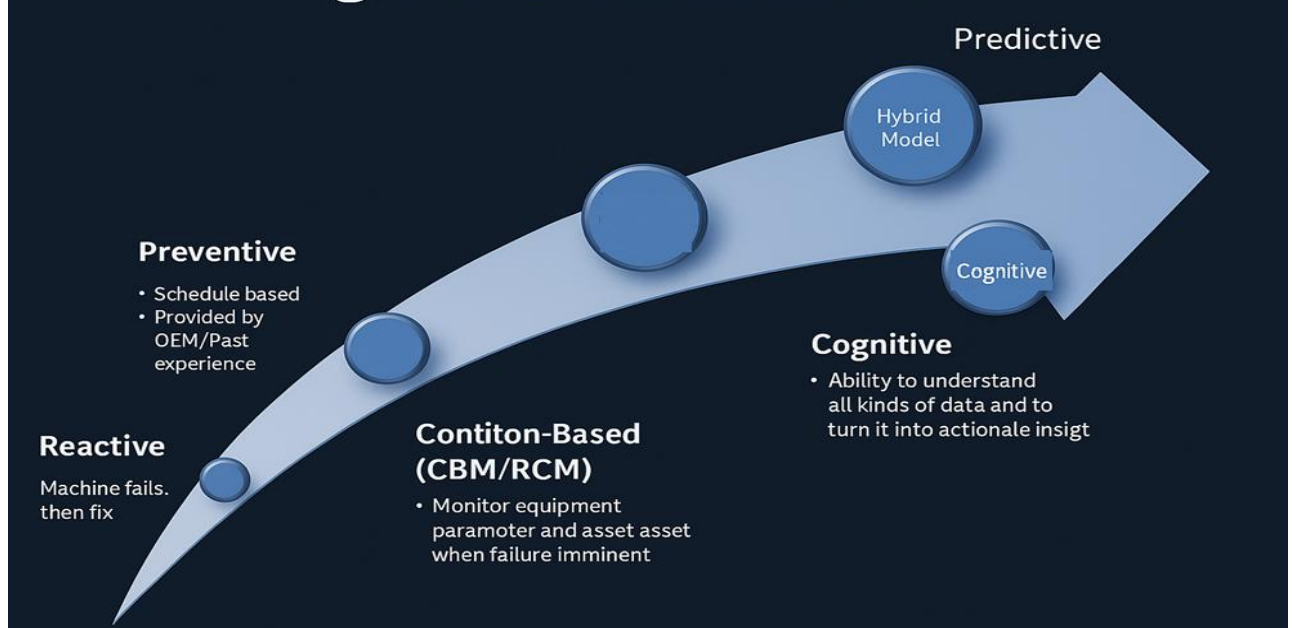 Predictive
Hybrid
Model
Preventive
• Schedule based
• Provided by
OEM/Past
experience
Cognitive
Cognitive
• Ability to understand
all kinds of data and to
turn it into actionale insigt
Reactive
Machine fails.
then fix
Contiton-Based
(CBM/RCM)
• Monitor equipment
paramoter and asset asset
when failure imminent